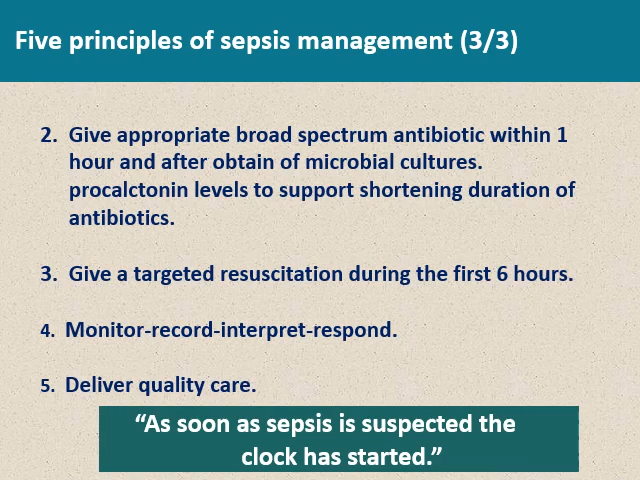 Five principles of sepsis management (3/3)
2. Give appropriate broad spectrum antibiotic within 1
hour and after obtain of microbial cultures.
procalctonin levels to support shortening duration of
antibiotics.
3. Give a targeted resuscitation during the first 6 hours.
4. Monitor-record-interpret-respond.
5. Deliver quality care.
“As soon as sepsis is suspected the
clock has started.”